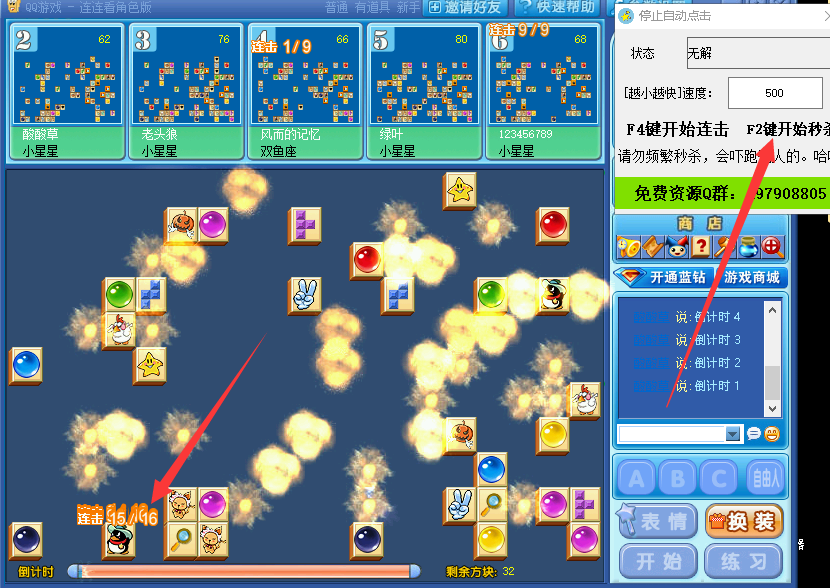 QQ游戏 - 连连看角色版
普通 有道具 新手
邀请好友
快速帮助
2 62
酸酸草
小星星
3 76
老头狼
小星星
4 66
连击 1/9
风而的记忆
双鱼座
5 80
绿叶
小星星
6 68
连击 9/9
123456789
小星星
停止自动点击
状态 无解
[越小越快]速度: 500
F4键开始连击 F2键开始秒杀
请勿频繁秒杀，会吓跑 人的。哈
免费资源Q群: 97908805
商店
开通蓝钻 游戏商城
说:倒计时 4
说:倒计时 3
说:倒计时 2
说:倒计时 1
A B C 自由人
表情 换装
开始 练习
连击 15/16
倒计时
剩余方块: 32